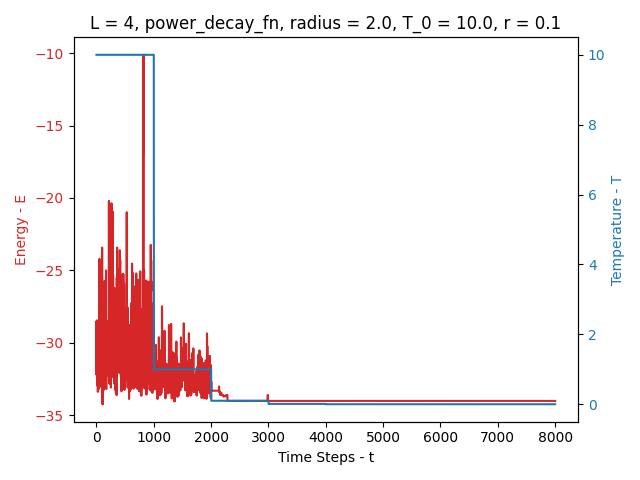 L = 4, power_decay_fn, radius = 2.0, T_0 = 10.0, r = 0.1
−10
−15
−20
−25
−30
−35
Energy - E
10
8
6
4
2
0
Temperature - T
0 1000 2000 3000 4000 5000 6000 7000 8000
Time Steps - t